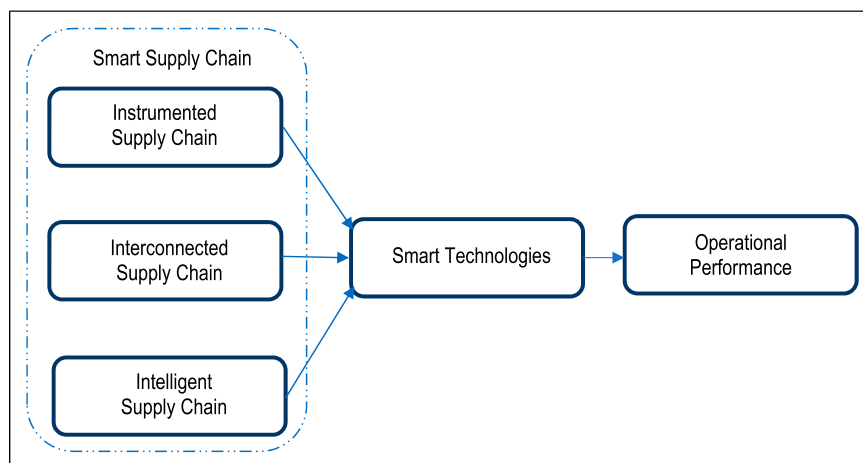 Smart Supply Chain
Instrumented
Supply Chain
Interconnected
Supply Chain
Smart Technologies
Operational
Performance
Intelligent
Supply Chain